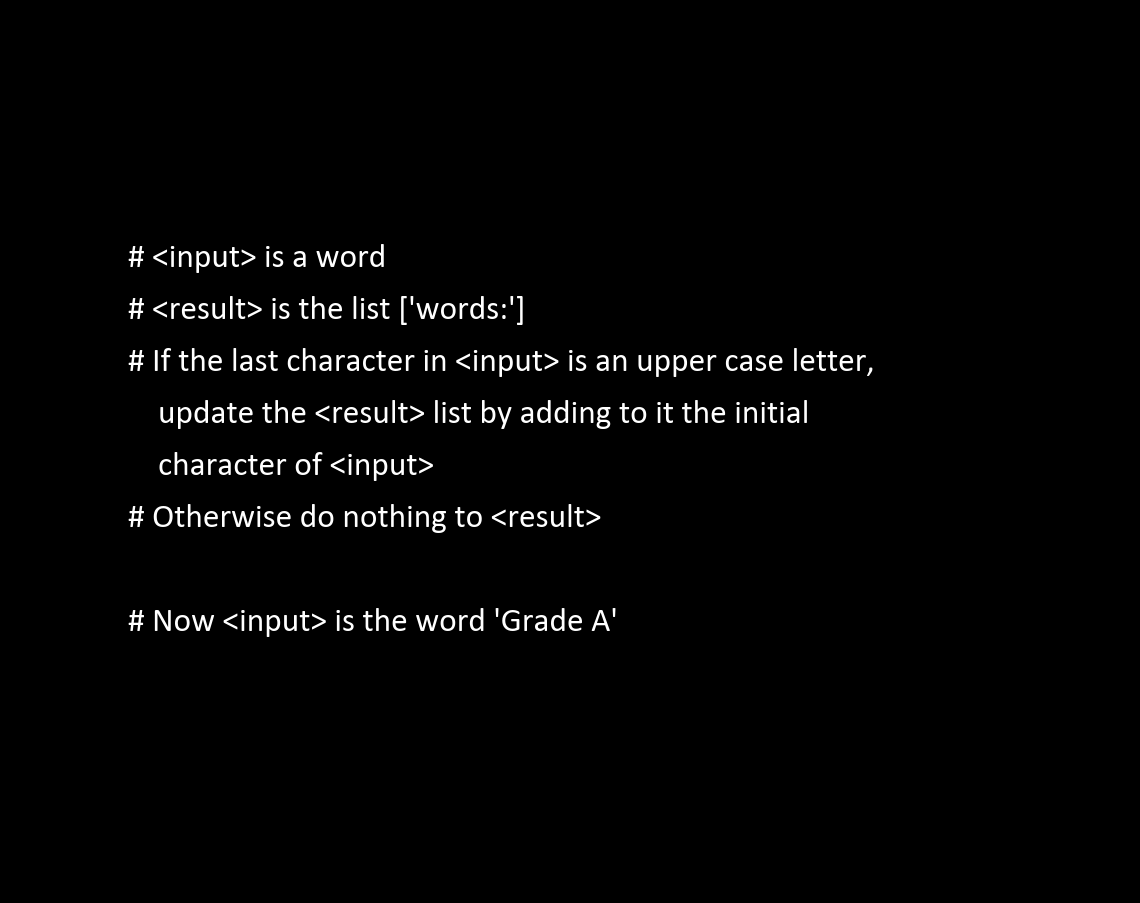 # <input> is a word
# <result> is the list ['words:']
# If the last character in <input> is an upper case letter,
update the <result> list by adding to it the initial
character of <input>
# Otherwise do nothing to <result>
# Now <input> is the word 'Grade A'